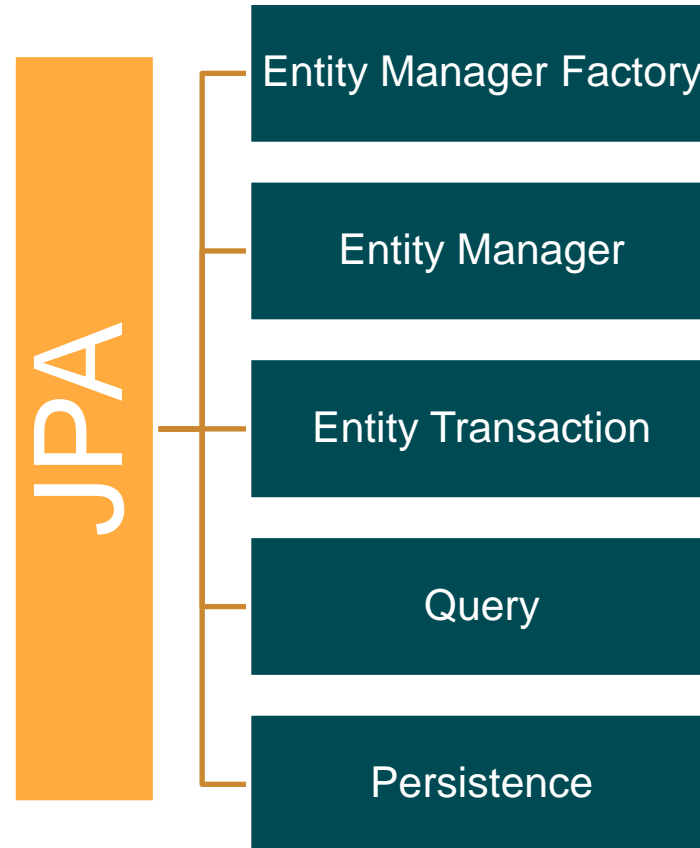 JPA
Entity Manager Factory
Entity Manager
Entity Transaction
Query
Persistence